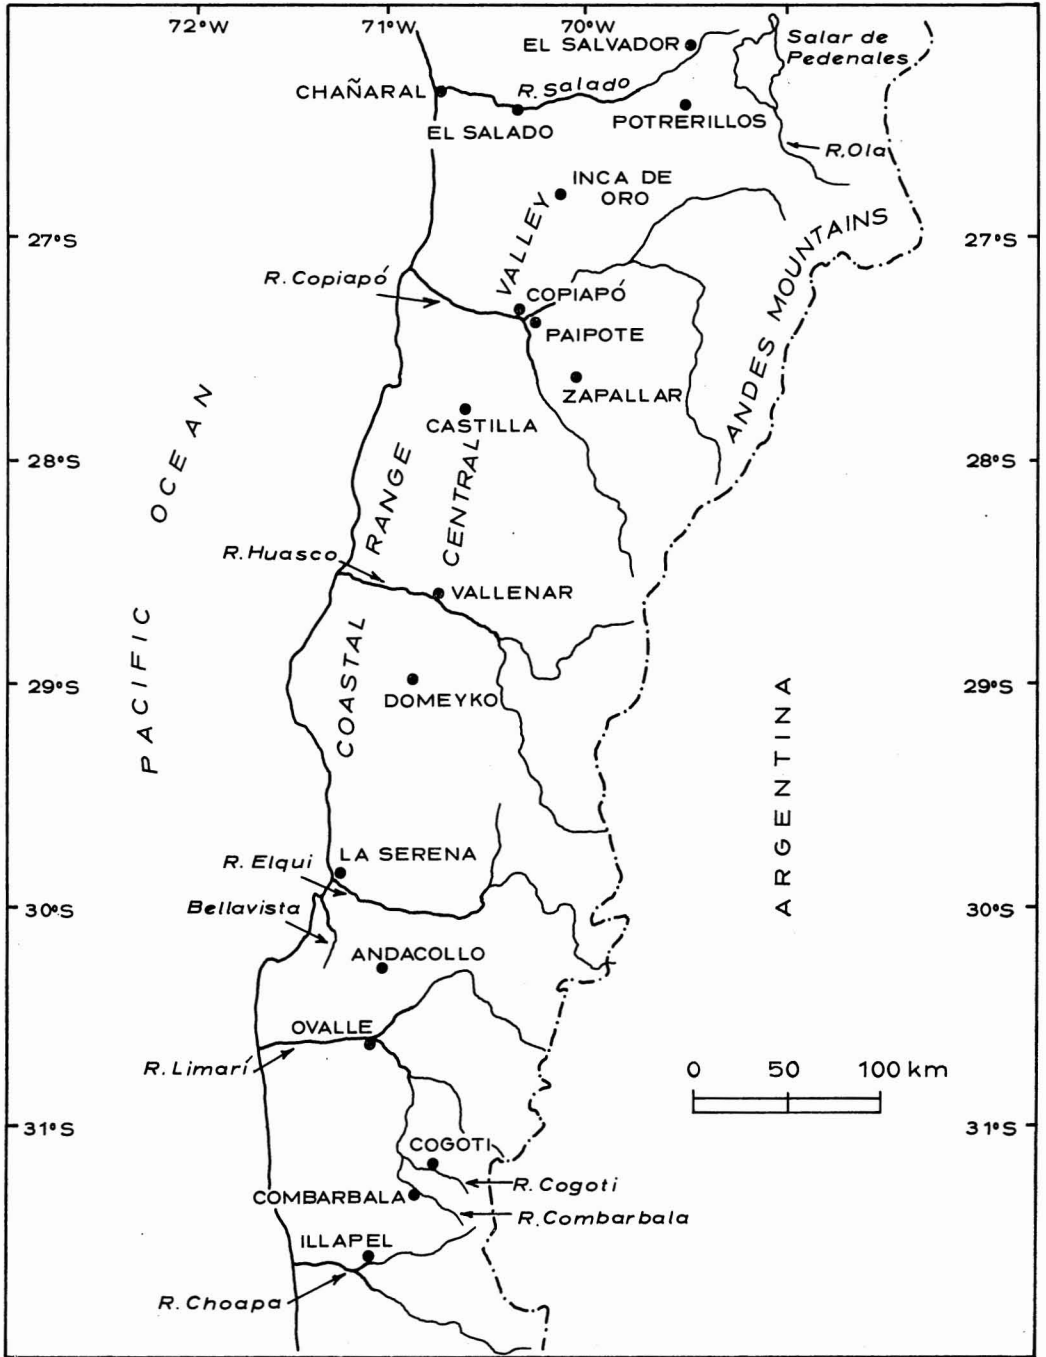 72°W 71°W 70°W
EL SALVADOR
Salar de
Pedenales
CHAÑARAL
R. Salado
EL SALADO
POTRERILLOS
R, Ola
INCA DE
ORO
VALLEY
27°S
27°S
ANDES MOUNTAINS
R. Copiapó
COPIAPÓ
PAIPOTE
ZAPALLAR
CASTILLA
PACIFIC OCEAN
28°S
28°S
RANGE
CENTRAL
R. Huasco
VALLENAR
COASTAL
29°S
29°S
DOMEYKO
ARGENTINA
LA SERENA
R. Elqui
Bellavista
30°S
30°S
ANDACOLLO
OVALLE
R. Limarí
0 50 100 km
31°S
31°S
COGOTI
R. Cogoti
COMBARBALA
R. Combarbala
ILLAPEL
R. Choapa